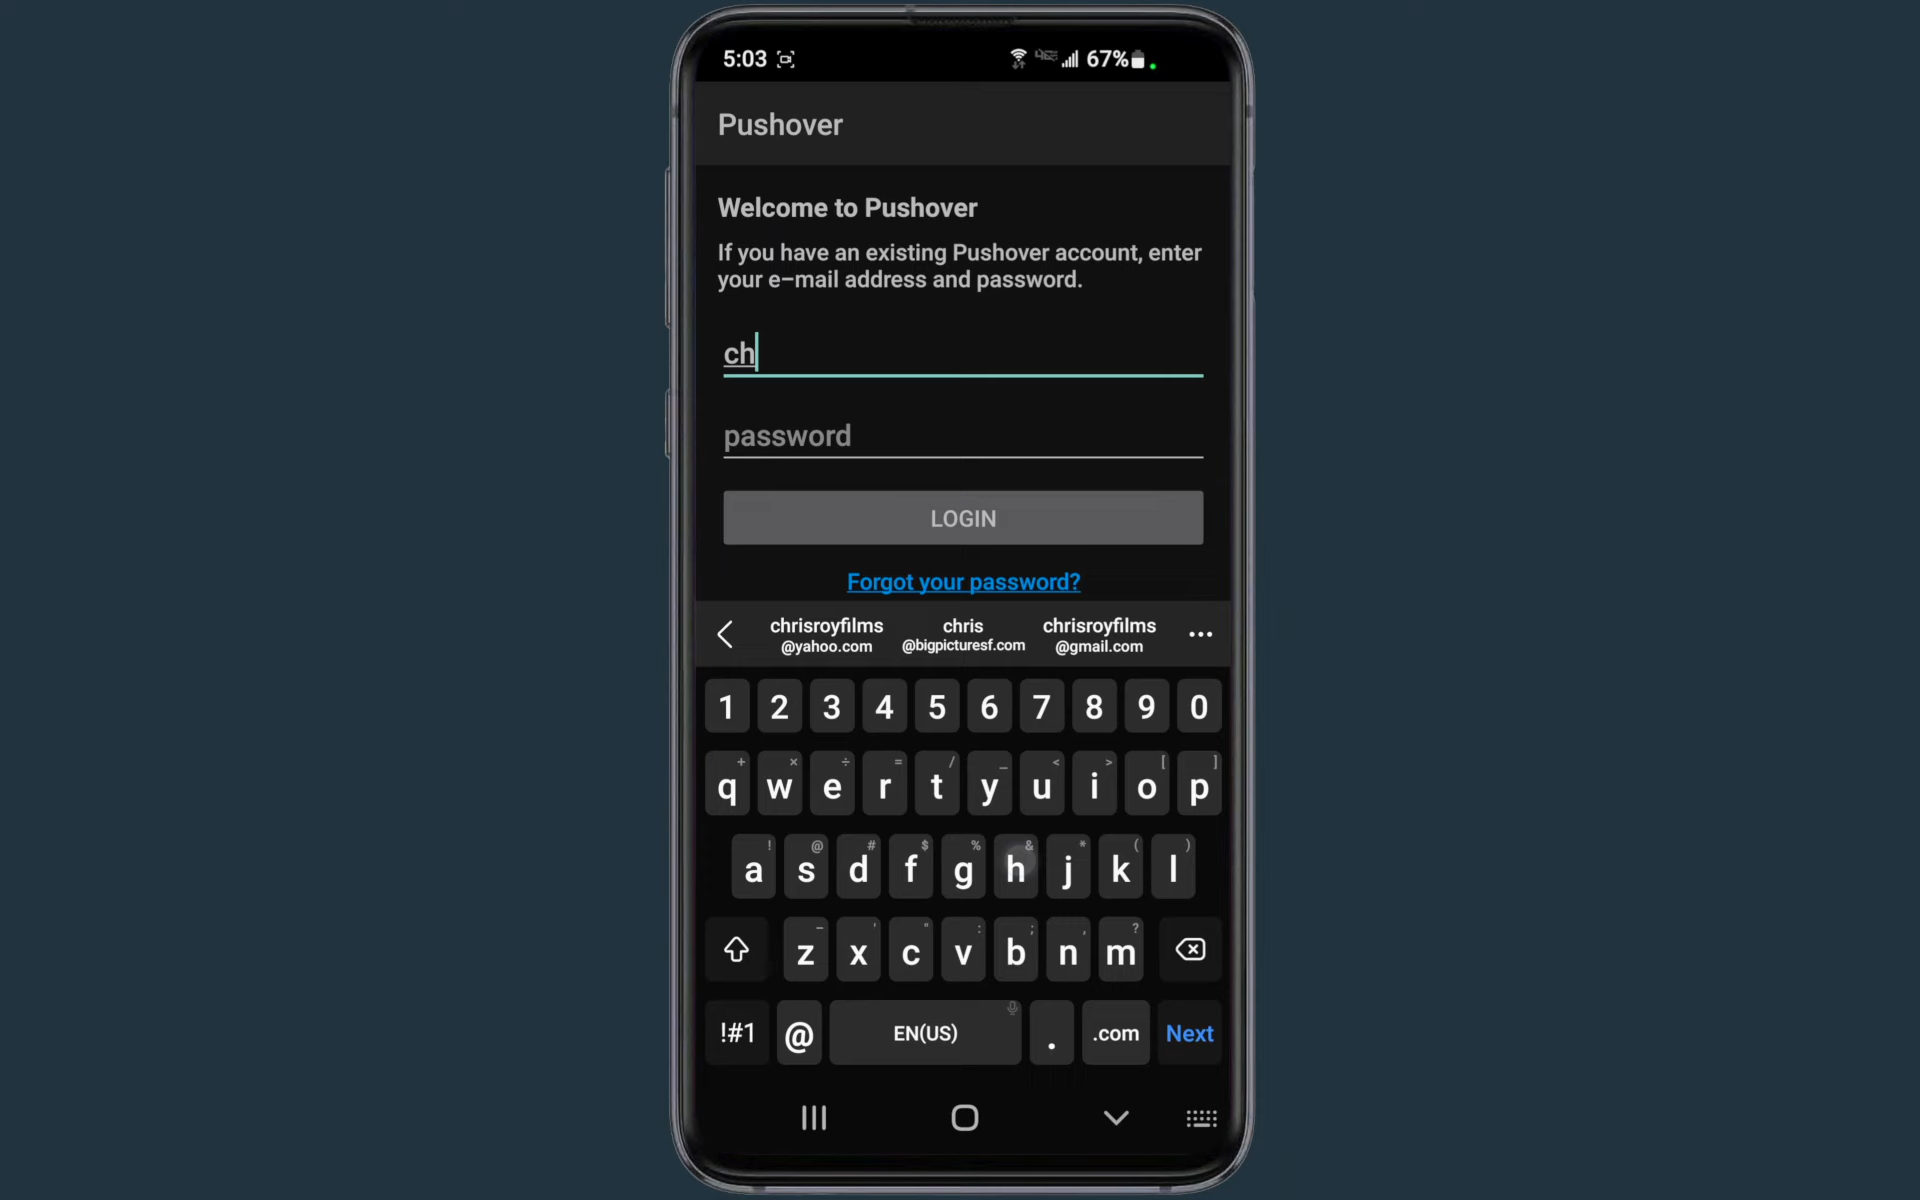 5:03 67%
Pushover
Welcome to Pushover
If you have an existing Pushover account, enter
your e-mail address and password.
ch
password
LOGIN
Forgot your password?
chrisroyfilms chris chrisroyfilms
@yahoo.com @bigpicturesf.com @gmail.com
1 2 3 4 5 6 7 8 9 0
+ × ÷ = / _ < > [ ]
q w e r t y u i o p
! @ # $ % & * ( )
a s d f g h j k l
- ' " : ; , ?
z x c v b n m
!#1 @ EN(US) . .com Next